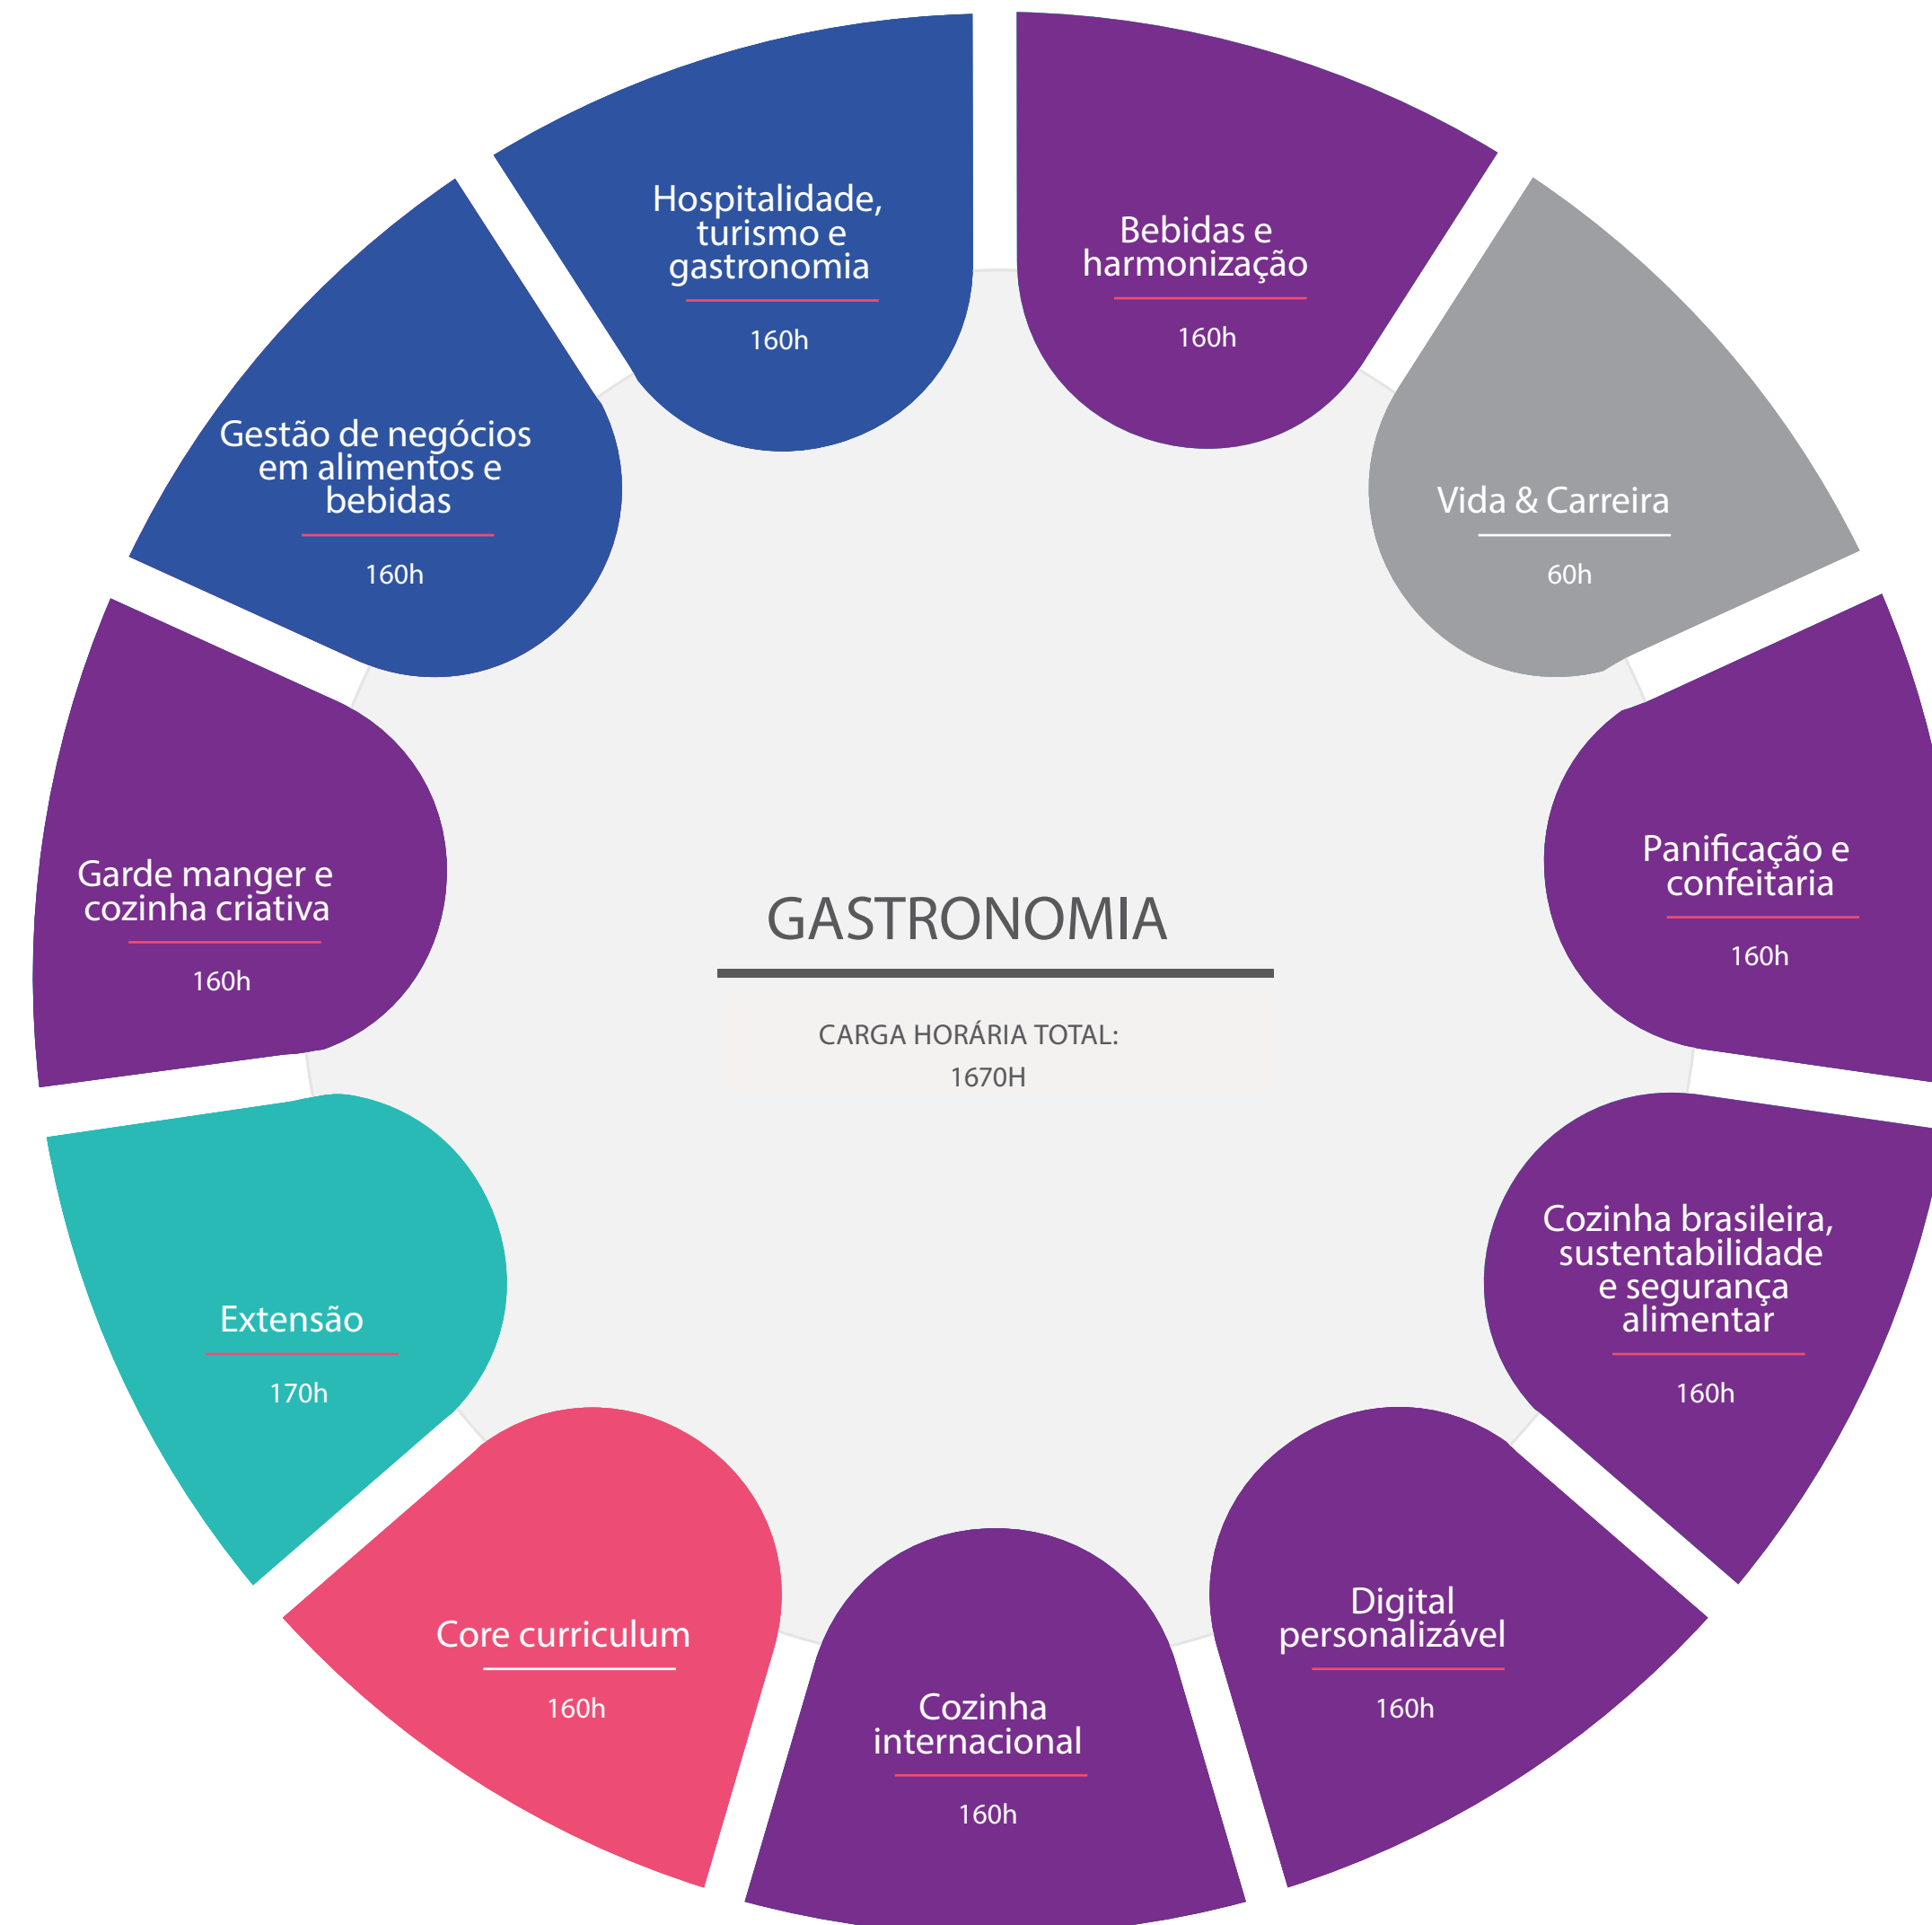 Hospitalidade,
turismo e
gastronomia
160h
Bebidas e
harmonização
160h
Vida & Carreira
60h
Panificação e
confeitaria
160h
Cozinha brasileira,
sustentabilidade
e segurança
alimentar
160h
Digital
personalizável
160h
Cozinha
internacional
160h
Core curriculum
160h
Extensão
170h
Garde manger e
cozinha criativa
160h
Gestão de negócios
em alimentos e
bebidas
160h
GASTRONOMIA
CARGA HORÁRIA TOTAL:
1670H